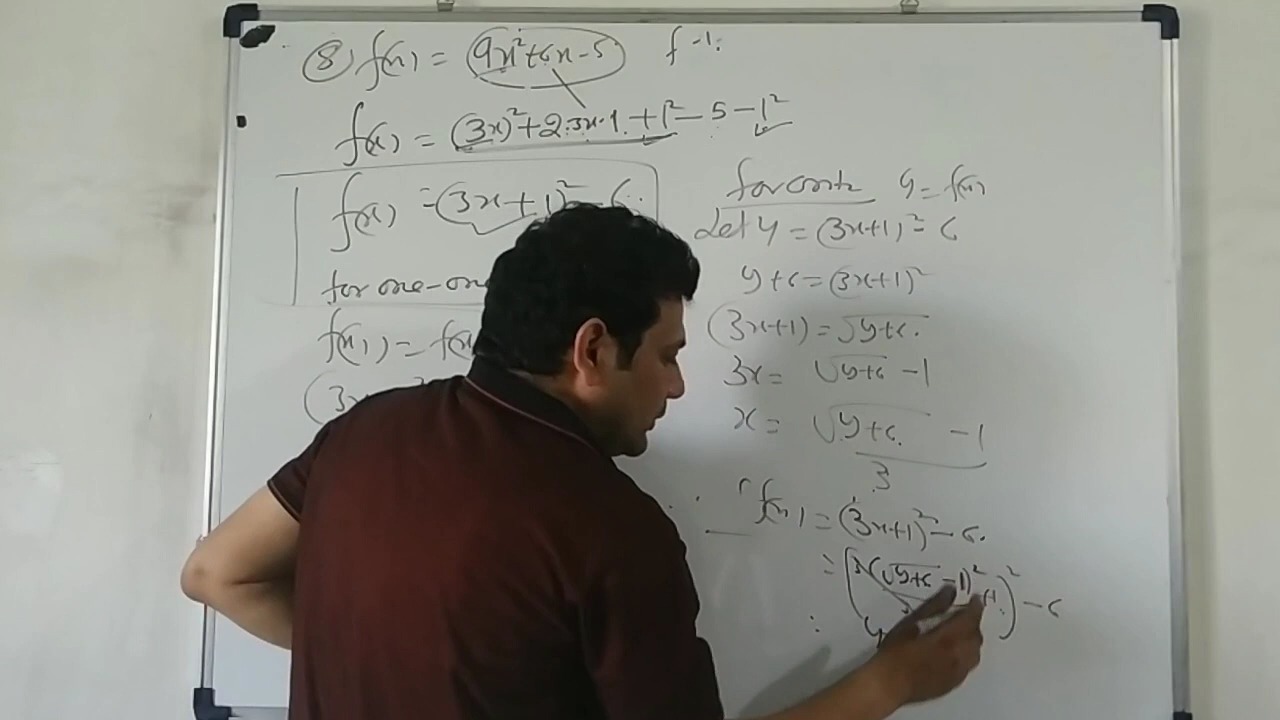 ⑧ f(x) = 9x²+6x-5 f⁻¹:
f(x) = (3x)²+2.3x.1.+1²-5-1²
f(x) = (3x+1)²-6.
for one-one
f(x₁) = f(x
(3x
for onto y=f(x)
Let y = (3x+1)²-6
y+6=(3x+1)²
(3x+1) = √y+6.
3x = √y+6 -1
x = √y+6. -1
3
f(x) = (3x+1)²-6.
= (3(√y+6 -1)² +1)² -6